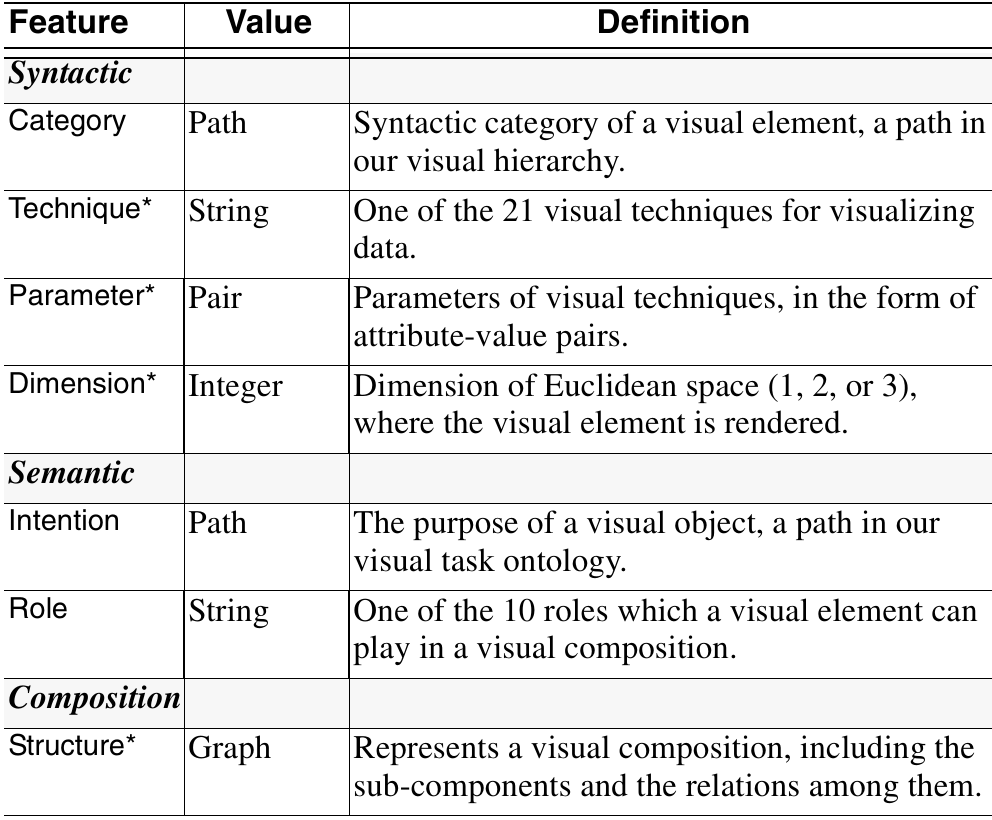 Feature Value Definition
Syntactic
Category Path Syntactic category of a visual element, a path in
our visual hierarchy.
Technique* String One of the 21 visual techniques for visualizing
data.
Parameter* Pair Parameters of visual techniques, in the form of
attribute-value pairs.
Dimension* Integer Dimension of Euclidean space (1, 2, or 3),
where the visual element is rendered.
Semantic
Intention Path The purpose of a visual object, a path in our
visual task ontology.
Role String One of the 10 roles which a visual element can
play in a visual composition.
Composition
Structure* Graph Represents a visual composition, including the
sub-components and the relations among them.